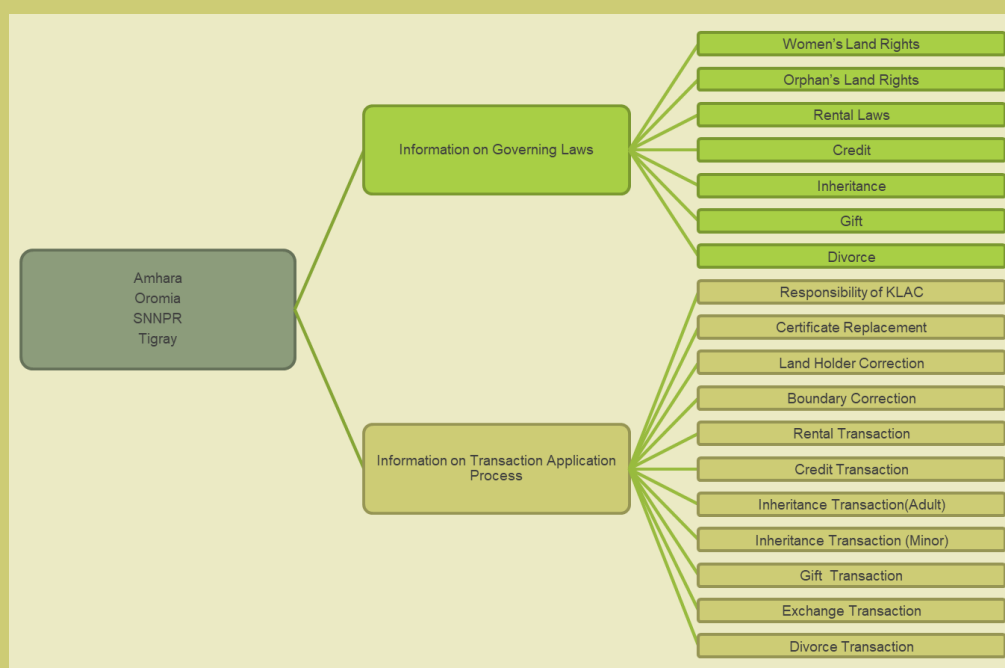 Amhara
Oromia
SNNPR
Tigray
Information on Governing Laws
Women's Land Rights
Orphan's Land Rights
Rental Laws
Credit
Inheritance
Gift
Divorce
Information on Transaction Application
Process
Responsibility of KLAC
Certificate Replacement
Land Holder Correction
Boundary Correction
Rental Transaction
Credit Transaction
Inheritance Transaction(Adult)
Inheritance Transaction (Minor)
Gift Transaction
Exchange Transaction
Divorce Transaction